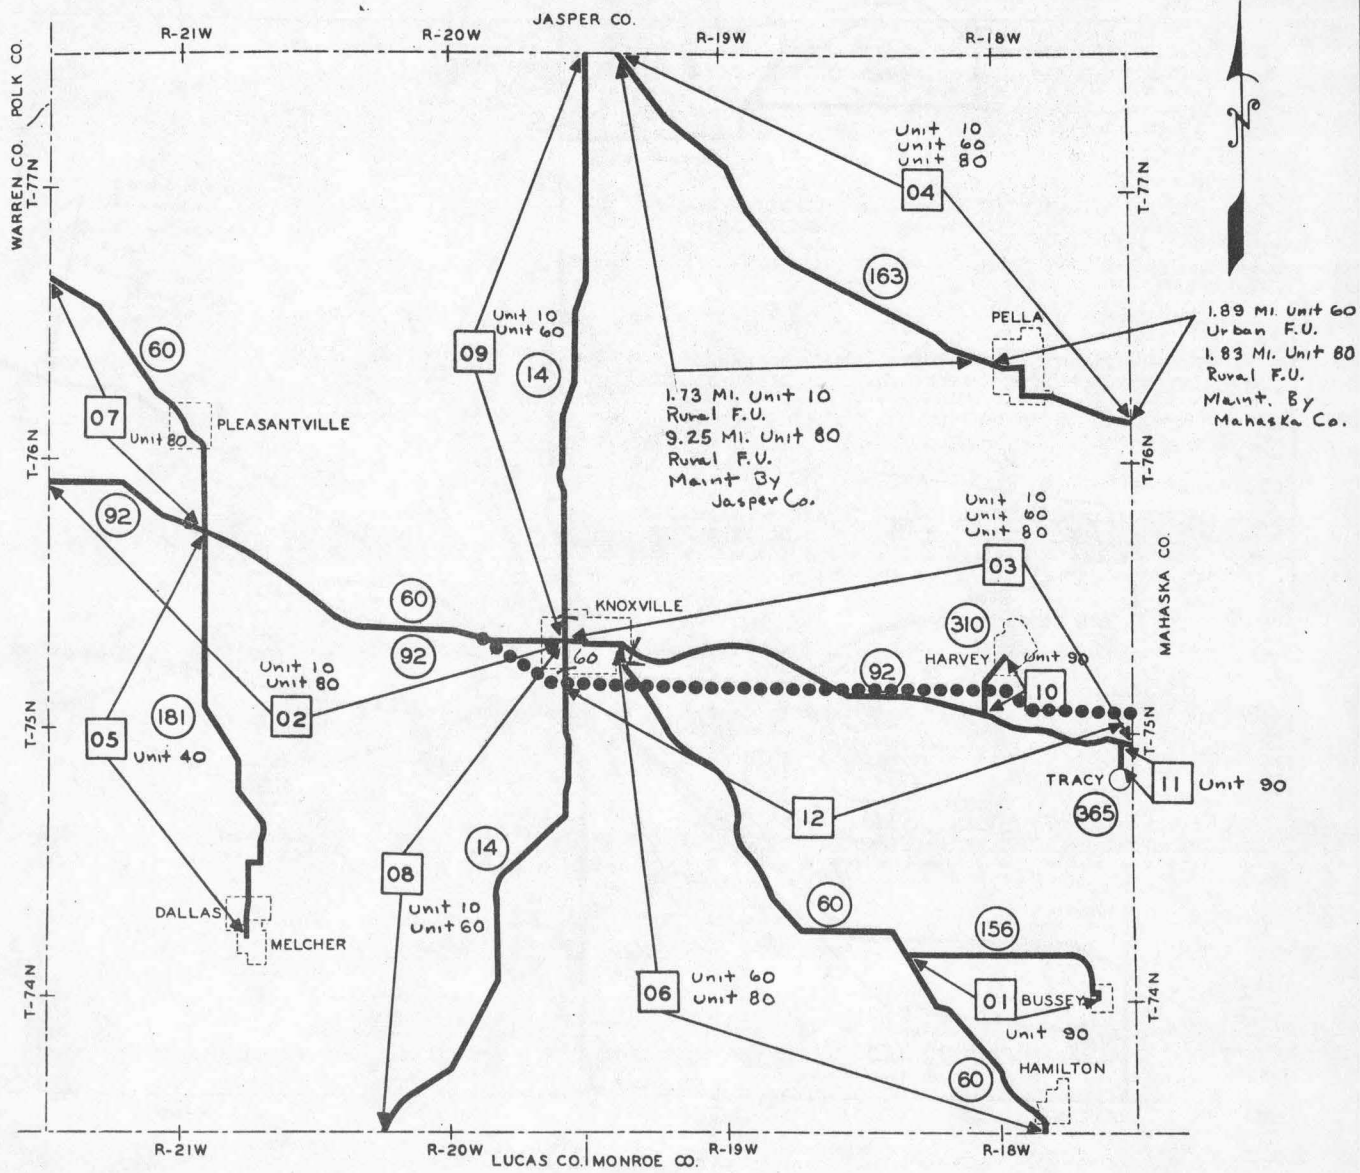 JASPER CO.
R-21W
R-20W
R-19W
R-18W
POLK CO.
WARREN CO.
T-77N
N
Unit 10
Unit 60
Unit 80
04
T-77N
163
60
Unit 10
Unit 60
09
14
PELLA
1.89 MI. Unit 60
Urban F.U.
1.83 MI. Unit 80
Rural F.U.
Maint. By
Mahaska Co.
07
Unit 80
PLEASANTVILLE
1.73 MI. Unit 10
Rural F.U.
9.25 MI. Unit 80
Rural F.U.
Maint By
Jasper Co.
T-76N
T-76N
92
Unit 10
Unit 60
Unit 80
03
MAHASKA CO.
60
KNOXVILLE
92
60
310
HARVEY
Unit 90
92
10
Unit 10
Unit 80
02
181
05
Unit 40
T-75N
T-75N
TRACY
11
Unit 90
365
12
14
08
Unit 10
Unit 60
DALLAS
MELCHER
60
156
06
Unit 60
Unit 80
01
BUSSEY
Unit 90
T-74N
T-74N
HAMILTON
60
R-21W
R-20W
R-19W
R-18W
LUCAS CO.
MONROE CO.